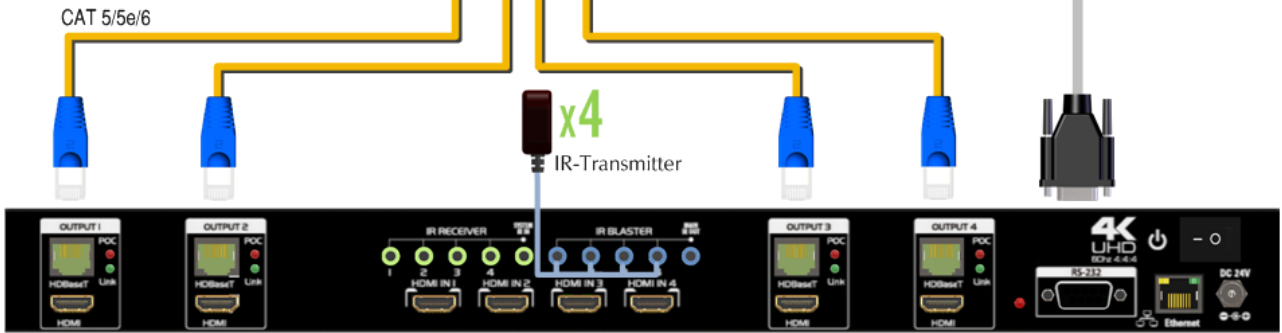 CAT 5/5e/6
x4
IR-Transmitter
OUTPUT 1
POC
HDBaseT
Link
HDMI
OUTPUT 2
POC
HDBaseT
Link
HDMI
IR RECEIVER
SYSTEM
IR IN
IR BLASTER
1
2
3
4
HDMI IN 1
HDMI IN 2
HDMI IN 3
HDMI IN 4
OUTPUT 3
POC
HDBaseT
Link
HDMI
OUTPUT 4
POC
HDBaseT
Link
HDMI
4K
UHD
60hz 4:4:4
RS-232
Ethernet
DC 24V